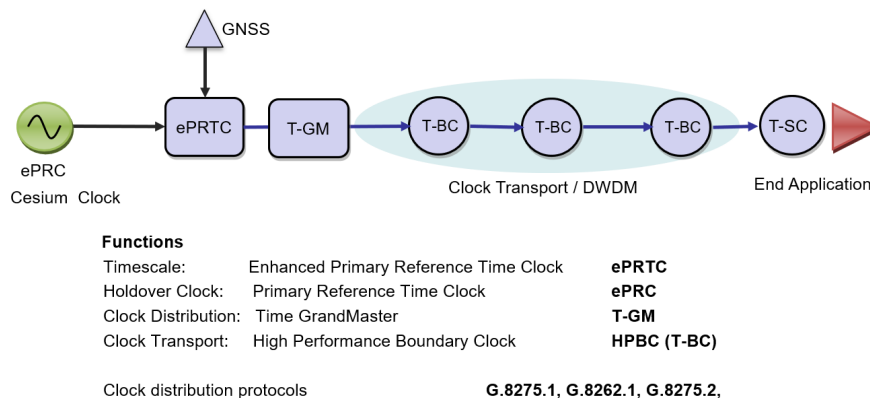 GNSS
ePRTC
T-GM
T-BC
T-BC
T-BC
T-SC
ePRC
Cesium Clock
Clock Transport / DWDM
End Application
Functions
Timescale: Enhanced Primary Reference Time Clock ePRTC
Holdover Clock: Primary Reference Time Clock ePRC
Clock Distribution: Time GrandMaster T-GM
Clock Transport: High Performance Boundary Clock HPBC (T-BC)
Clock distribution protocols G.8275.1, G.8262.1, G.8275.2,